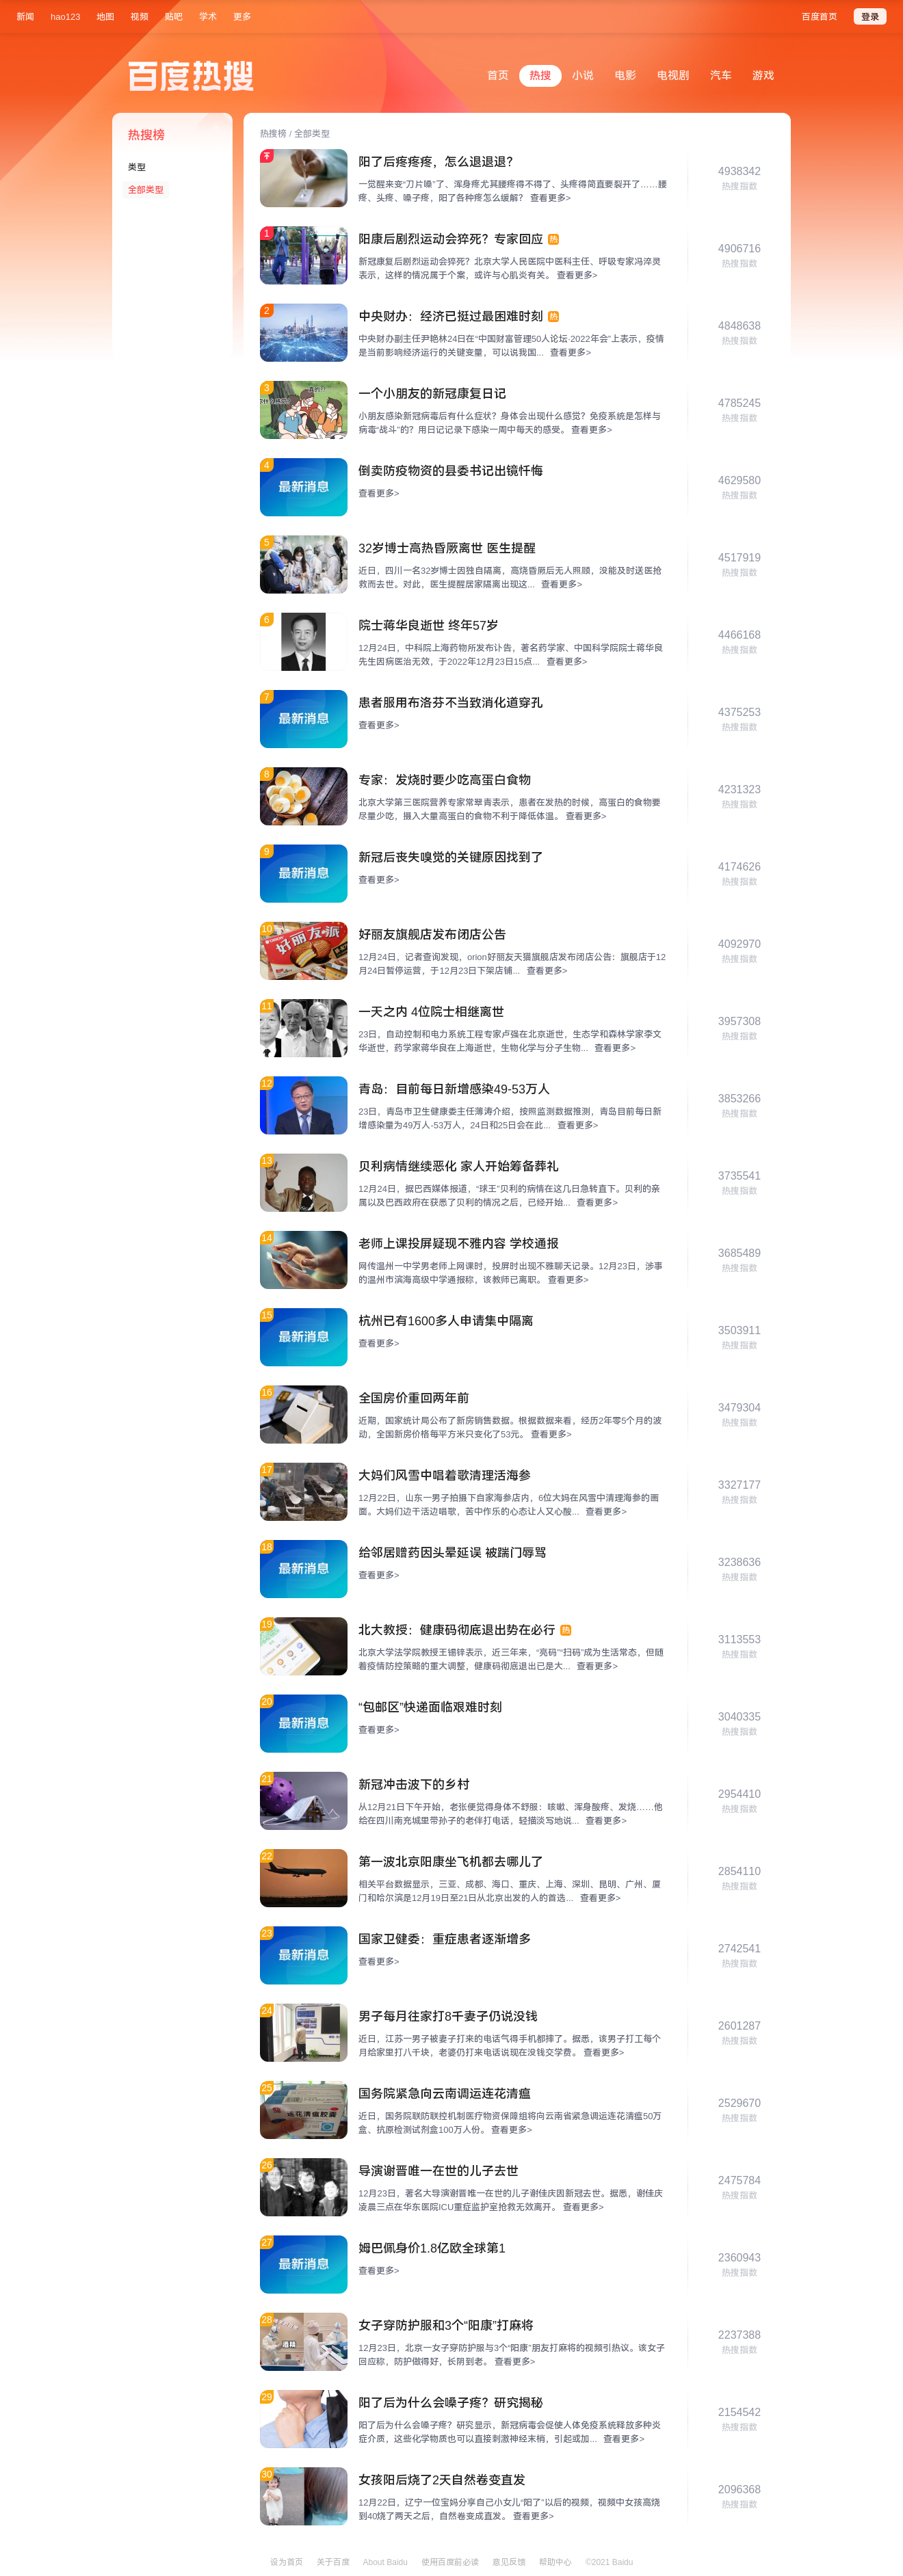 新闻 hao123 地图 视频 贴吧 学术 更多 百度首页 登录
百度热搜
首页 热搜 小说 电影 电视剧 汽车 游戏
热搜榜
类型
全部类型
热搜榜 / 全部类型
阳了后疼疼疼，怎么退退退？
一觉醒来变“刀片嗓”了、浑身疼尤其腰疼得不得了、头疼得简直要裂开了……腰
疼、头疼、嗓子疼，阳了各种疼怎么缓解？ 查看更多>
4938342
热搜指数
1
阳康后剧烈运动会猝死？专家回应 热
新冠康复后剧烈运动会猝死？北京大学人民医院中医科主任、呼吸专家冯淬灵
表示，这样的情况属于个案，或许与心肌炎有关。 查看更多>
4906716
热搜指数
2
中央财办：经济已挺过最困难时刻 热
中央财办副主任尹艳林24日在“中国财富管理50人论坛·2022年会”上表示，疫情
是当前影响经济运行的关键变量，可以说我国... 查看更多>
4848638
热搜指数
3
一个小朋友的新冠康复日记
小朋友感染新冠病毒后有什么症状？身体会出现什么感觉？免疫系统是怎样与
病毒“战斗”的？用日记记录下感染一周中每天的感受。 查看更多>
4785245
热搜指数
4
最新消息
倒卖防疫物资的县委书记出镜忏悔
查看更多>
4629580
热搜指数
5
32岁博士高热昏厥离世 医生提醒
近日，四川一名32岁博士因独自隔离，高烧昏厥后无人照顾，没能及时送医抢
救而去世。对此，医生提醒居家隔离出现这... 查看更多>
4517919
热搜指数
6
院士蒋华良逝世 终年57岁
12月24日，中科院上海药物所发布讣告，著名药学家、中国科学院院士蒋华良
先生因病医治无效，于2022年12月23日15点... 查看更多>
4466168
热搜指数
7
最新消息
患者服用布洛芬不当致消化道穿孔
查看更多>
4375253
热搜指数
8
专家：发烧时要少吃高蛋白食物
北京大学第三医院营养专家常翠青表示，患者在发热的时候，高蛋白的食物要
尽量少吃，摄入大量高蛋白的食物不利于降低体温。 查看更多>
4231323
热搜指数
9
最新消息
新冠后丧失嗅觉的关键原因找到了
查看更多>
4174626
热搜指数
10
好丽友旗舰店发布闭店公告
12月24日，记者查询发现，orion好丽友天猫旗舰店发布闭店公告：旗舰店于12
月24日暂停运营，于12月23日下架店铺... 查看更多>
4092970
热搜指数
11
一天之内 4位院士相继离世
23日，自动控制和电力系统工程专家卢强在北京逝世，生态学和森林学家李文
华逝世，药学家蒋华良在上海逝世，生物化学与分子生物... 查看更多>
3957308
热搜指数
12
青岛：目前每日新增感染49-53万人
23日，青岛市卫生健康委主任薄涛介绍，按照监测数据推测，青岛目前每日新
增感染量为49万人-53万人，24日和25日会在此... 查看更多>
3853266
热搜指数
13
贝利病情继续恶化 家人开始筹备葬礼
12月24日，据巴西媒体报道，“球王”贝利的病情在这几日急转直下。贝利的亲
属以及巴西政府在获悉了贝利的情况之后，已经开始... 查看更多>
3735541
热搜指数
14
老师上课投屏疑现不雅内容 学校通报
网传温州一中学男老师上网课时，投屏时出现不雅聊天记录。12月23日，涉事
的温州市滨海高级中学通报称，该教师已离职。 查看更多>
3685489
热搜指数
15
最新消息
杭州已有1600多人申请集中隔离
查看更多>
3503911
热搜指数
16
全国房价重回两年前
近期，国家统计局公布了新房销售数据。根据数据来看，经历2年零5个月的波
动，全国新房价格每平方米只变化了53元。 查看更多>
3479304
热搜指数
17
大妈们风雪中唱着歌清理活海参
12月22日，山东一男子拍摄下自家海参店内，6位大妈在风雪中清理海参的画
面。大妈们边干活边唱歌，苦中作乐的心态让人又心酸... 查看更多>
3327177
热搜指数
18
最新消息
给邻居赠药因头晕延误 被踹门辱骂
查看更多>
3238636
热搜指数
19
北大教授：健康码彻底退出势在必行 热
北京大学法学院教授王锡锌表示，近三年来，“亮码”“扫码”成为生活常态，但随
着疫情防控策略的重大调整，健康码彻底退出已是大... 查看更多>
3113553
热搜指数
20
最新消息
“包邮区”快递面临艰难时刻
查看更多>
3040335
热搜指数
21
新冠冲击波下的乡村
从12月21日下午开始，老张便觉得身体不舒服：咳嗽、浑身酸疼、发烧……他
给在四川南充城里带孙子的老伴打电话，轻描淡写地说... 查看更多>
2954410
热搜指数
22
第一波北京阳康坐飞机都去哪儿了
相关平台数据显示，三亚、成都、海口、重庆、上海、深圳、昆明、广州、厦
门和哈尔滨是12月19日至21日从北京出发的人的首选... 查看更多>
2854110
热搜指数
23
最新消息
国家卫健委：重症患者逐渐增多
查看更多>
2742541
热搜指数
24
男子每月往家打8千妻子仍说没钱
近日，江苏一男子被妻子打来的电话气得手机都摔了。据悉，该男子打工每个
月给家里打八千块，老婆仍打来电话说现在没钱交学费。 查看更多>
2601287
热搜指数
25
国务院紧急向云南调运连花清瘟
近日，国务院联防联控机制医疗物资保障组将向云南省紧急调运连花清瘟50万
盒、抗原检测试剂盒100万人份。 查看更多>
2529670
热搜指数
26
导演谢晋唯一在世的儿子去世
12月23日，著名大导演谢晋唯一在世的儿子谢佳庆因新冠去世。据悉，谢佳庆
凌晨三点在华东医院ICU重症监护室抢救无效离开。 查看更多>
2475784
热搜指数
27
最新消息
姆巴佩身价1.8亿欧全球第1
查看更多>
2360943
热搜指数
28
女子穿防护服和3个“阳康”打麻将
12月23日，北京一女子穿防护服与3个“阳康”朋友打麻将的视频引热议。该女子
回应称，防护做得好，长阴到老。 查看更多>
2237388
热搜指数
29
阳了后为什么会嗓子疼？研究揭秘
阳了后为什么会嗓子疼？研究显示，新冠病毒会促使人体免疫系统释放多种炎
症介质，这些化学物质也可以直接刺激神经末梢，引起或加... 查看更多>
2154542
热搜指数
30
女孩阳后烧了2天自然卷变直发
12月22日，辽宁一位宝妈分享自己小女儿“阳了”以后的视频，视频中女孩高烧
到40烧了两天之后，自然卷变成直发。 查看更多>
2096368
热搜指数
设为首页 关于百度 About Baidu 使用百度前必读 意见反馈 帮助中心 ©2021 Baidu